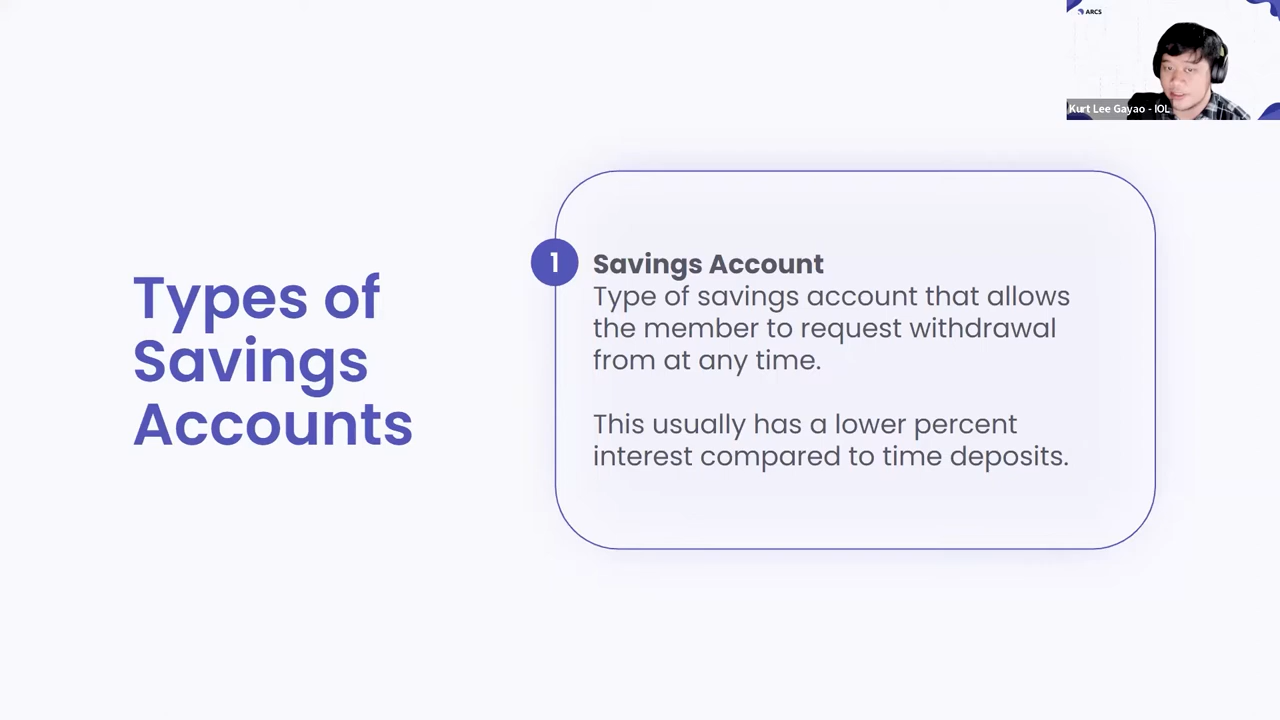 ARCS
Kurt Lee Gayao - IOL
Types of
Savings
Accounts
1
Savings Account
Type of savings account that allows
the member to request withdrawal
from at any time.
This usually has a lower percent
interest compared to time deposits.